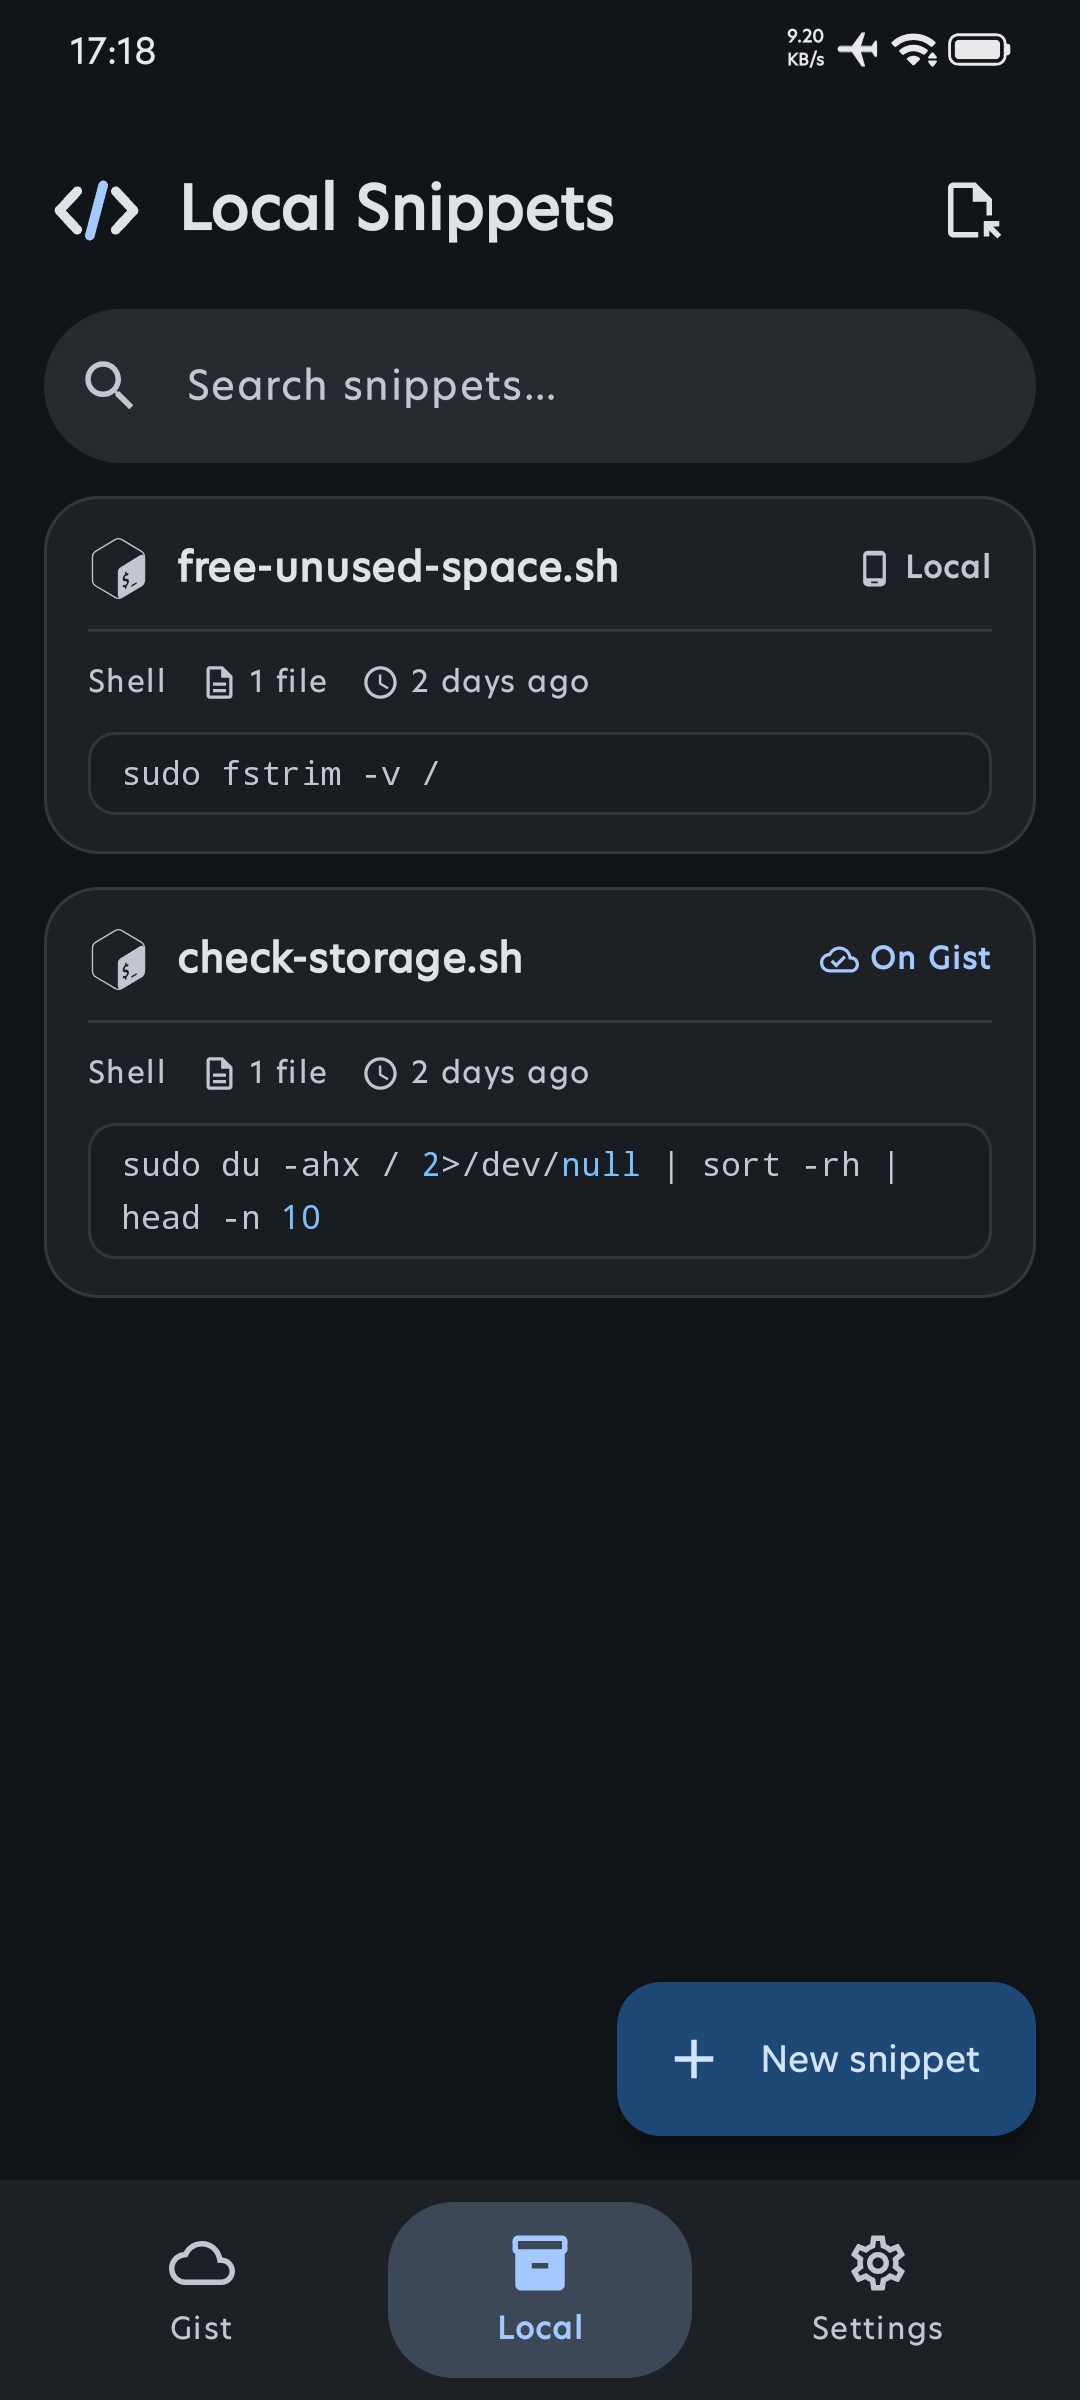 17:18
9.20
KB/s
Local Snippets
Search snippets...
free-unused-space.sh
Local
Shell 1 file 2 days ago
sudo fstrim -v /
check-storage.sh
On Gist
Shell 1 file 2 days ago
sudo du -ahx / 2>/dev/null | sort -rh |
head -n 10
New snippet
Gist
Local
Settings